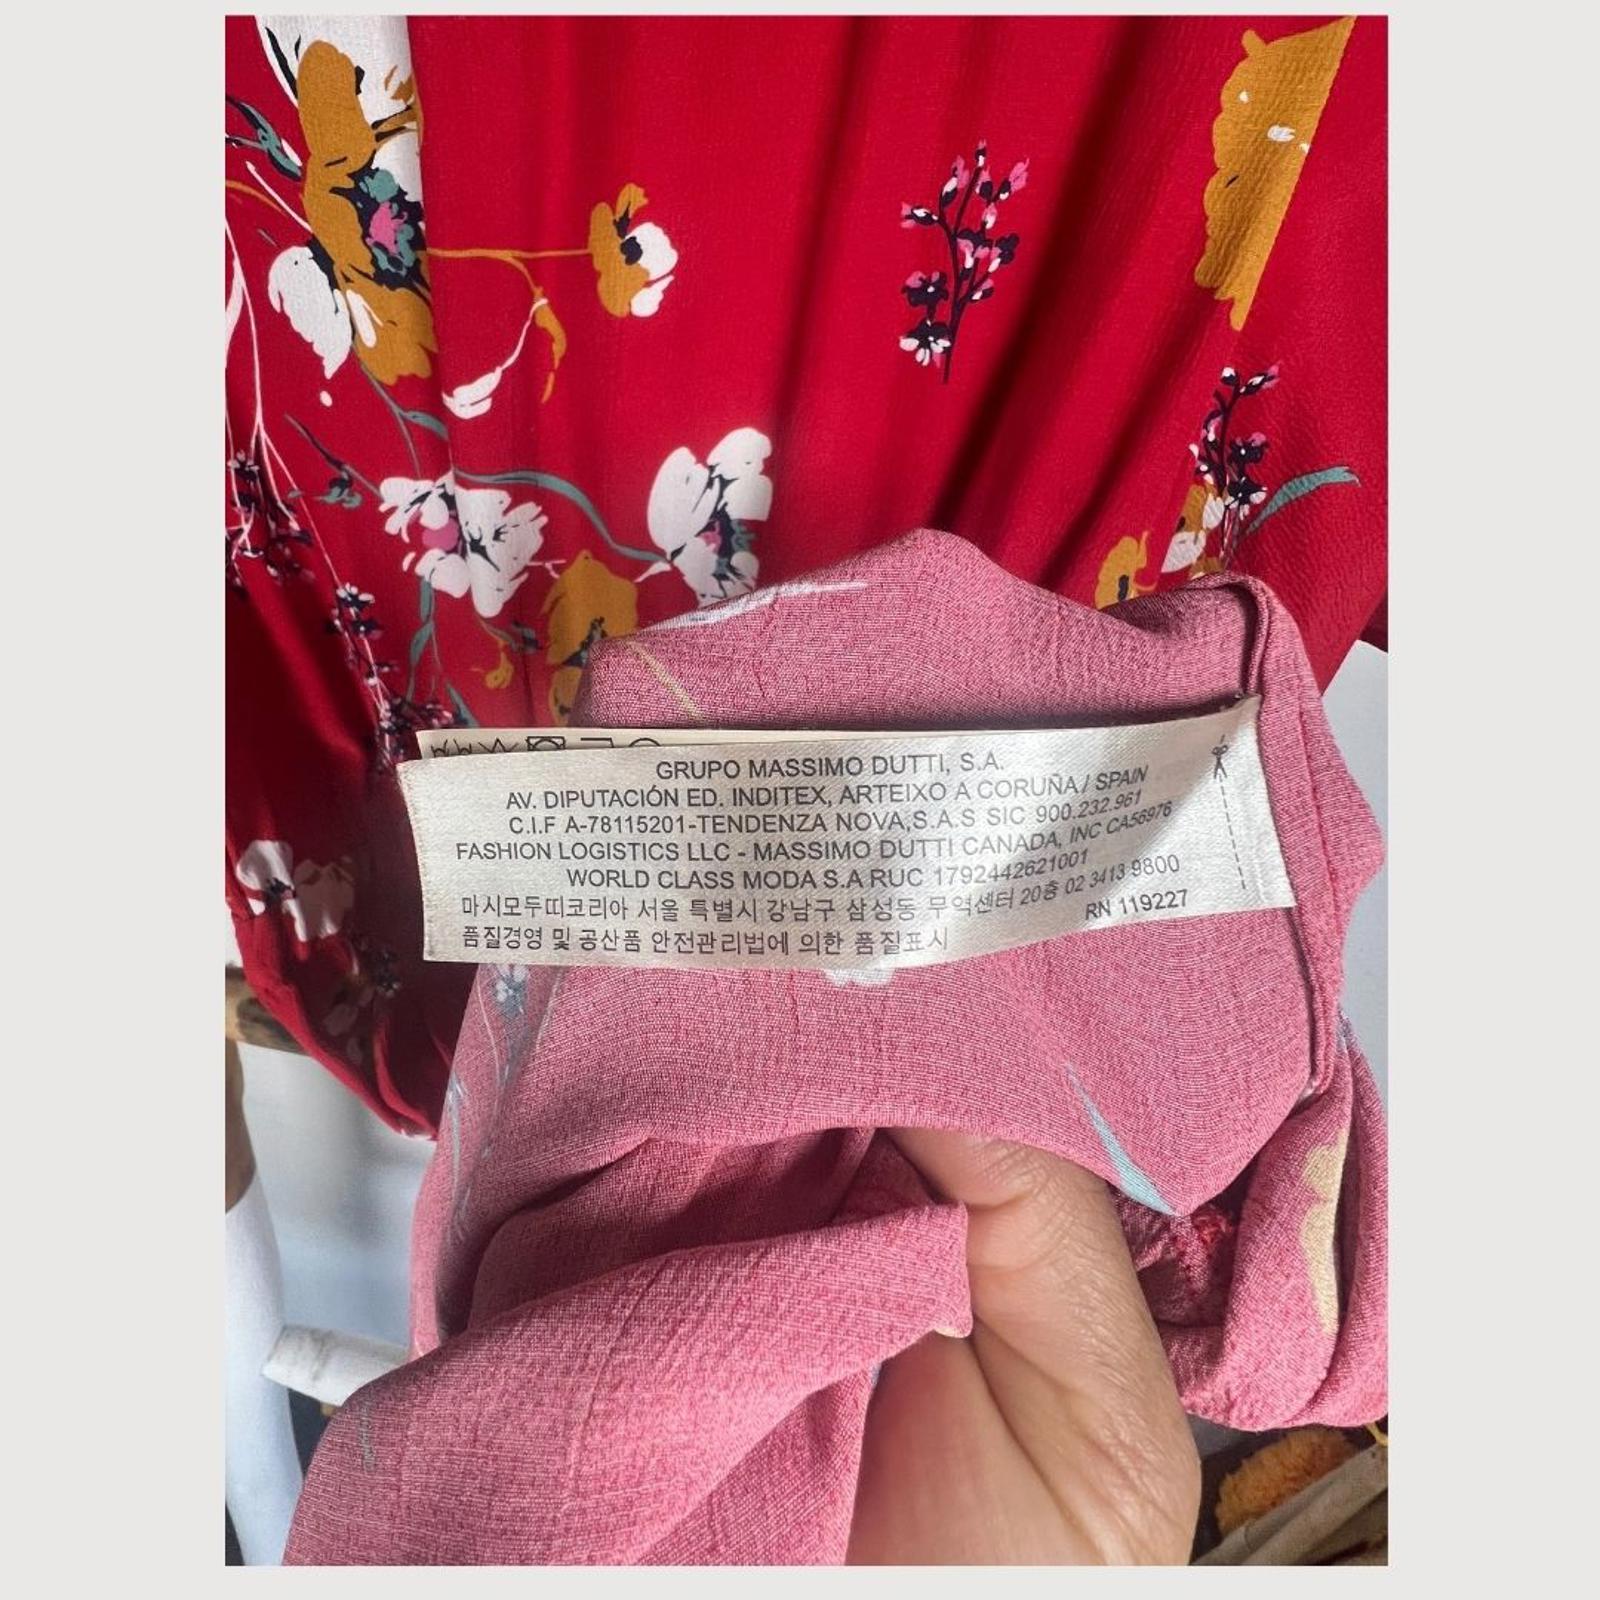 GRUPO MASSIMO DUTTI, S.A.
AV. DIPUTACIÓN ED. INDITEX, ARTEIXO A CORUÑA / SPAIN
C.I.F A-78115201-TENDENZA NOVA,S.A.S SIC 900.232.961
FASHION LOGISTICS LLC - MASSIMO DUTTI CANADA, INC CA56976
WORLD CLASS MODA S.A RUC 1792442621001
마시모두띠코리아 서울 특별시 강남구 삼성동 무역센터 20층 02 3413 9800
RN 119227
품질경영 및 공산품 안전관리법에 의한 품질표시